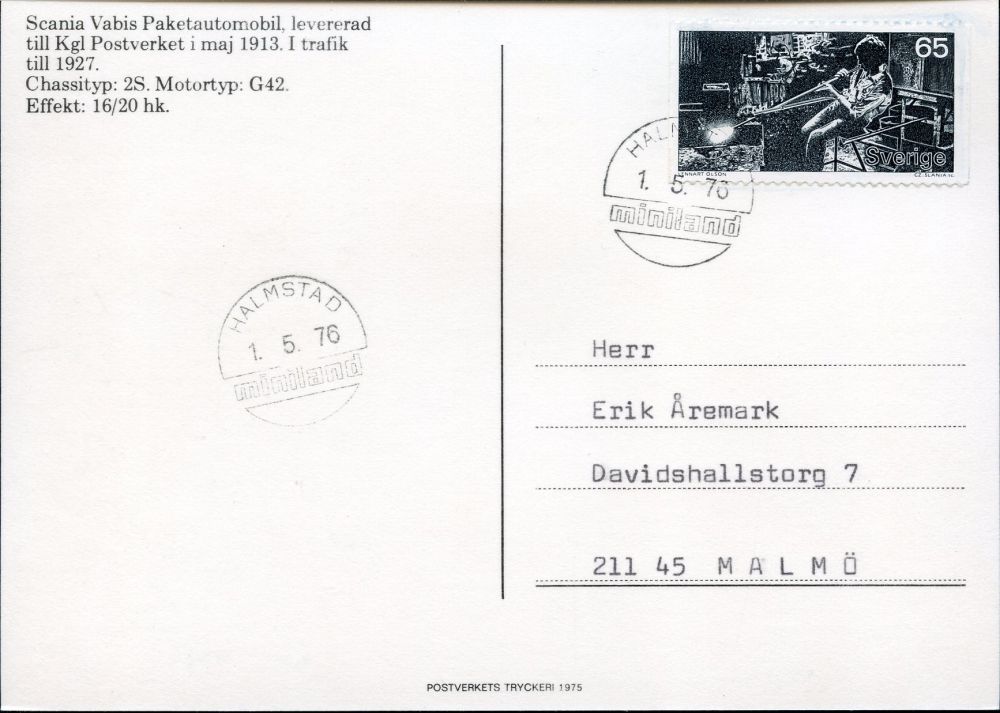 Scania Vabis Paketautomobil, levererad
till Kgl Postverket i maj 1913. I trafik
till 1927.
Chassityp: 2S. Motortyp: G42.
Effekt: 16/20 hk.
65
Sverige
LENNART OLSON
CZ. SLANIA SC
HAL
1. 5. 76
miniland
HALMSTAD
1. 5. 76
miniland
Herr
Erik Åremark
Davidshallstorg 7
211 45 M A L M Ö
POSTVERKETS TRYCKERI 1975